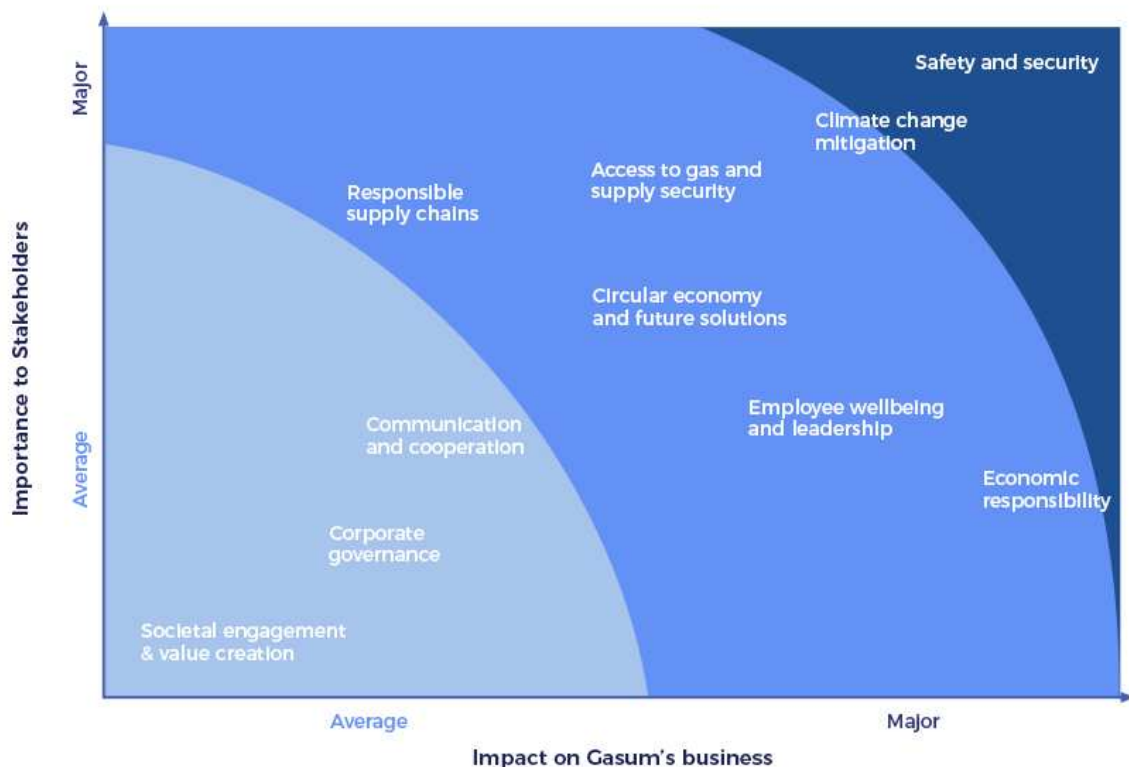 Safety and security
Major
Climate change
mitigation
Access to gas and
supply security
Responsible
supply chains
Importance to Stakeholders
Circular economy
and future solutions
Employee wellbeing
and leadership
Communication
and cooperation
Average
Economic
responsibility
Corporate
governance
Societal engagement
& value creation
Average
Major
Impact on Gasum's business